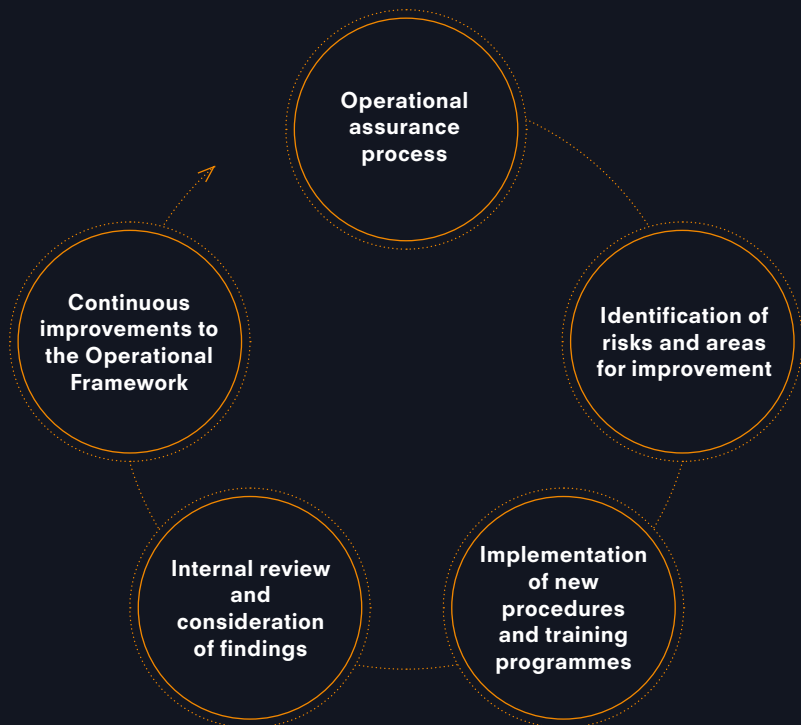 Operational
assurance
process
Identification of
risks and areas
for improvement
Implementation
of new
procedures
and training
programmes
Internal review
and
consideration
of findings
Continuous
improvements to
the Operational
Framework